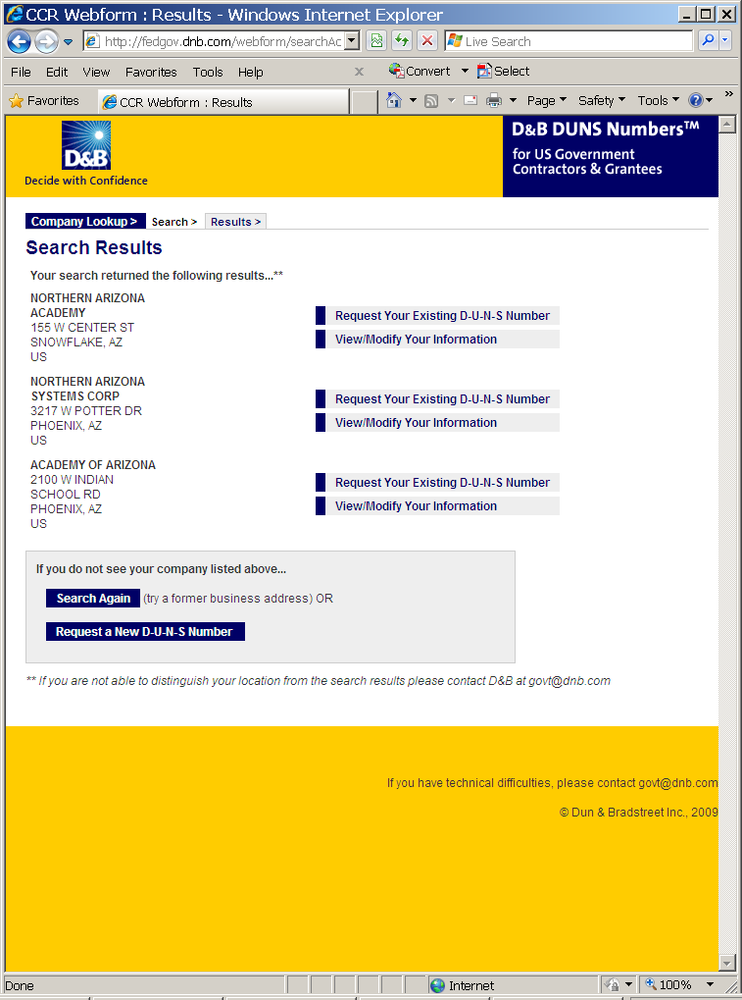 CCR Webform : Results - Windows Internet Explorer
http://fedgov.dnb.com/webform/searchAc
Live Search
File Edit View Favorites Tools Help x Convert Select
Favorites CCR Webform : Results Page Safety Tools »
D&B
Decide with Confidence
D&B DUNS Numbers™
for US Government
Contractors & Grantees
Company Lookup > Search > Results >
Search Results
Your search returned the following results...**
NORTHERN ARIZONA
ACADEMY
155 W CENTER ST
SNOWFLAKE, AZ
US
Request Your Existing D-U-N-S Number
View/Modify Your Information
NORTHERN ARIZONA
SYSTEMS CORP
3217 W POTTER DR
PHOENIX, AZ
US
Request Your Existing D-U-N-S Number
View/Modify Your Information
ACADEMY OF ARIZONA
2100 W INDIAN
SCHOOL RD
PHOENIX, AZ
US
Request Your Existing D-U-N-S Number
View/Modify Your Information
If you do not see your company listed above...
Search Again (try a former business address) OR
Request a New D-U-N-S Number
** If you are not able to distinguish your location from the search results please contact D&B at govt@dnb.com
If you have technical difficulties, please contact govt@dnb.com
© Dun & Bradstreet Inc., 2009
Done Internet 100%